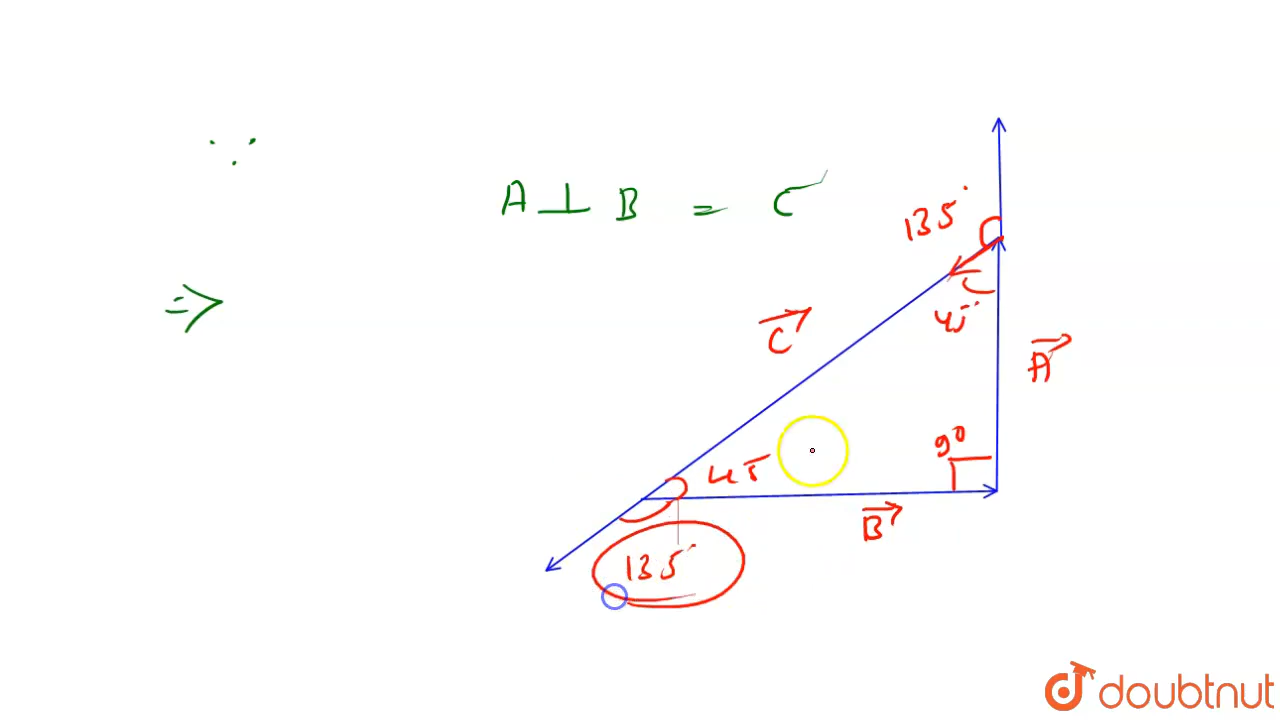 ∵
A ⊥ B = C
⇒
135°
45°
C⃗
A⃗
90
45
B⃗
135°
doubtnut